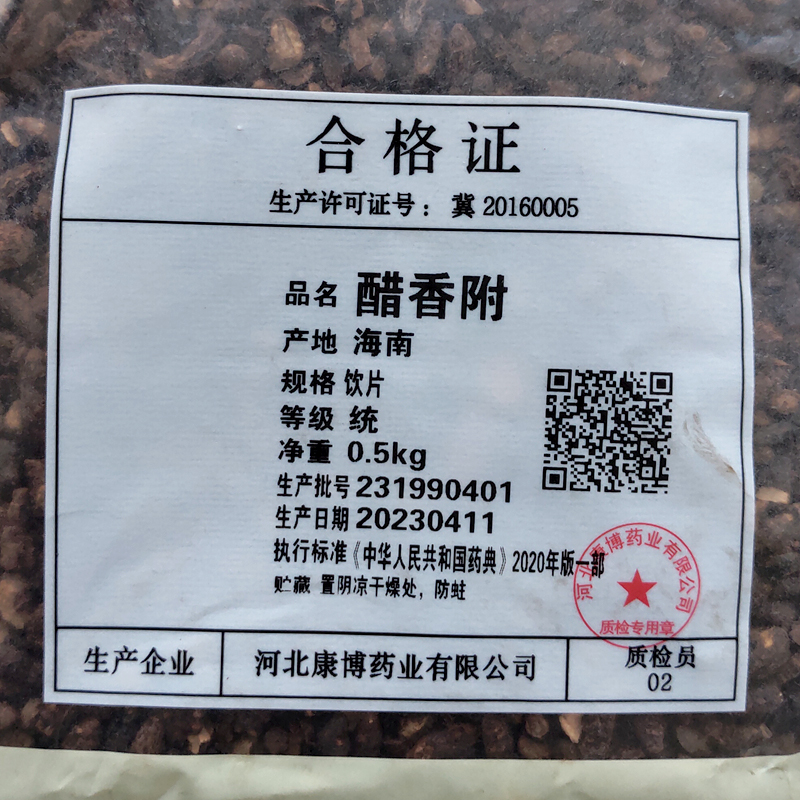 合格证
生产许可证号：冀 20160005
品名 醋香附
产地 海南
规格 饮片
等级 统
净重 0.5kg
生产批号 231990401
生产日期 20230411
执行标准《中华人民共和国药典》2020年版一部
贮藏 置阴凉干燥处，防蛀
河北康博药业有限公司
质检专用章
生产企业 河北康博药业有限公司 质检员
02